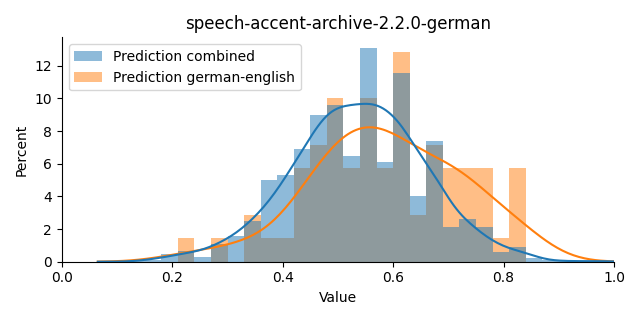 speech-accent-archive-2.2.0-german
Prediction combined
Prediction german-english
12
10
8
6
4
2
0
Percent
0.0 0.2 0.4 0.6 0.8 1.0
Value